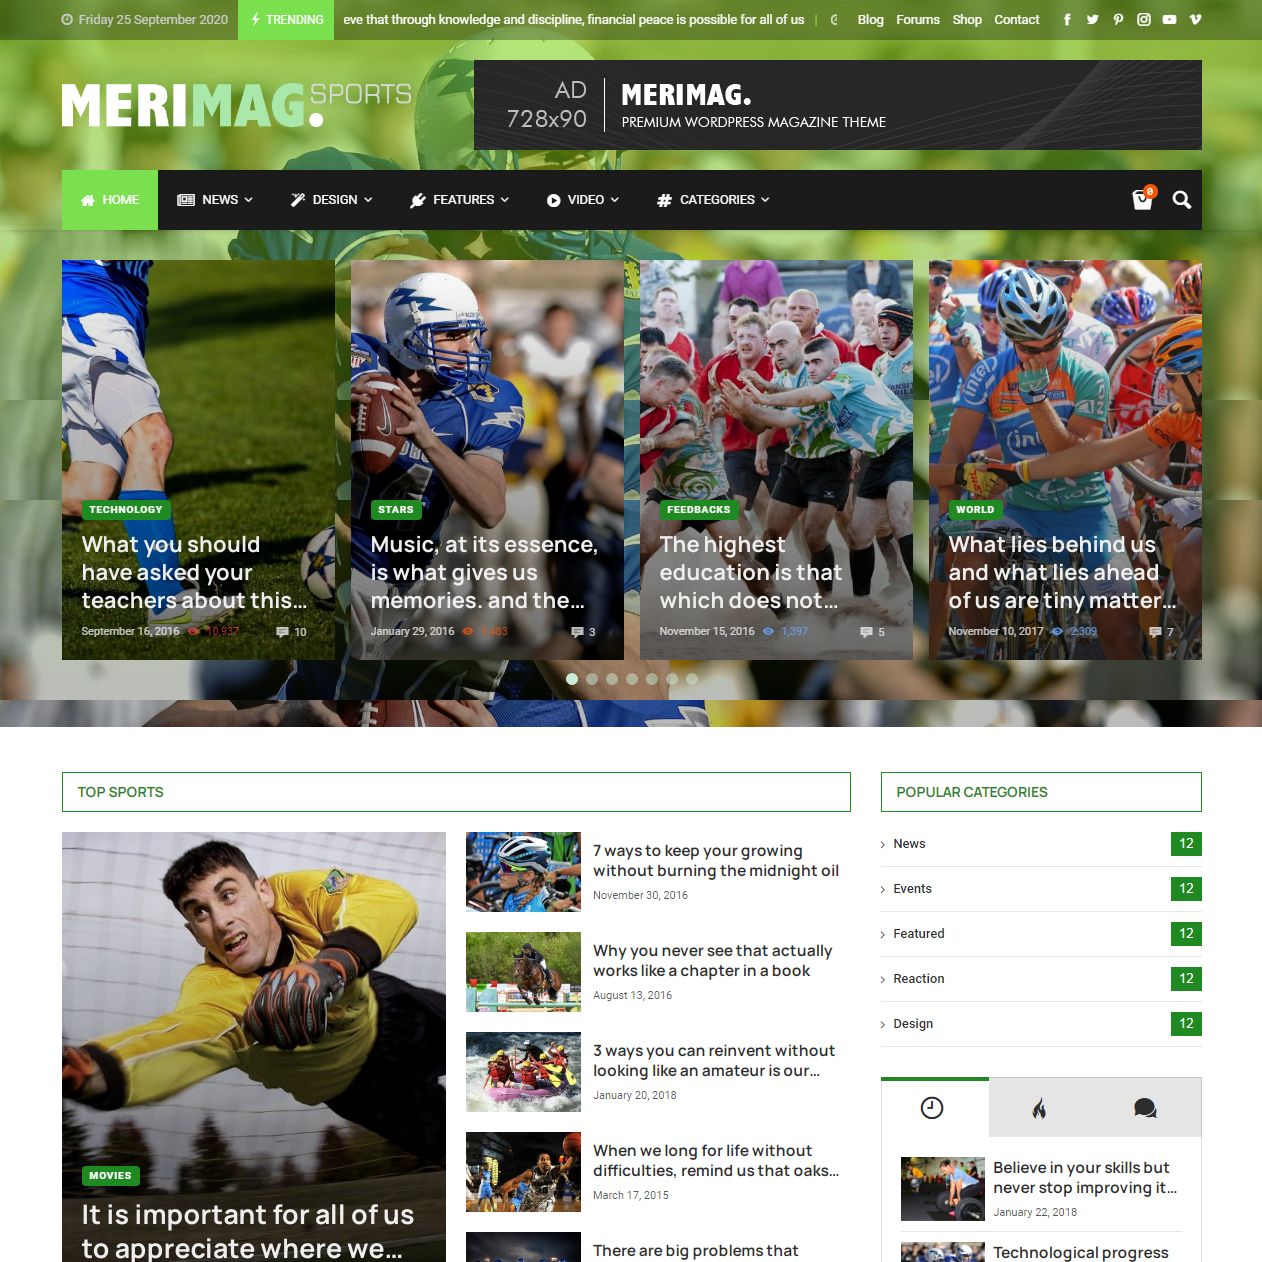 Friday 25 September 2020
TRENDING
eve that through knowledge and discipline, financial peace is possible for all of us |
Blog Forums Shop Contact
MERIMAG. SPORTS
AD
728x90
MERIMAG.
PREMIUM WORDPRESS MAGAZINE THEME
HOME NEWS DESIGN FEATURES VIDEO CATEGORIES
0
TECHNOLOGY
What you should
have asked your
teachers about this...
September 16, 2016 10,937 10
STARS
Music, at its essence,
is what gives us
memories. and the...
January 29, 2016 3
FEEDBACKS
The highest
education is that
which does not...
November 15, 2016 1,397 5
WORLD
What lies behind us
and what lies ahead
of us are tiny matter...
November 10, 2017 2,309 7
TOP SPORTS
MOVIES
It is important for all of us
to appreciate where we...
7 ways to keep your growing
without burning the midnight oil
November 30, 2016
Why you never see that actually
works like a chapter in a book
August 13, 2016
3 ways you can reinvent without
looking like an amateur is our...
January 20, 2018
When we long for life without
difficulties, remind us that oaks...
March 17, 2015
There are big problems that
POPULAR CATEGORIES
News 12
Events 12
Featured 12
Reaction 12
Design 12
Believe in your skills but
never stop improving it...
January 22, 2018
Technological progress